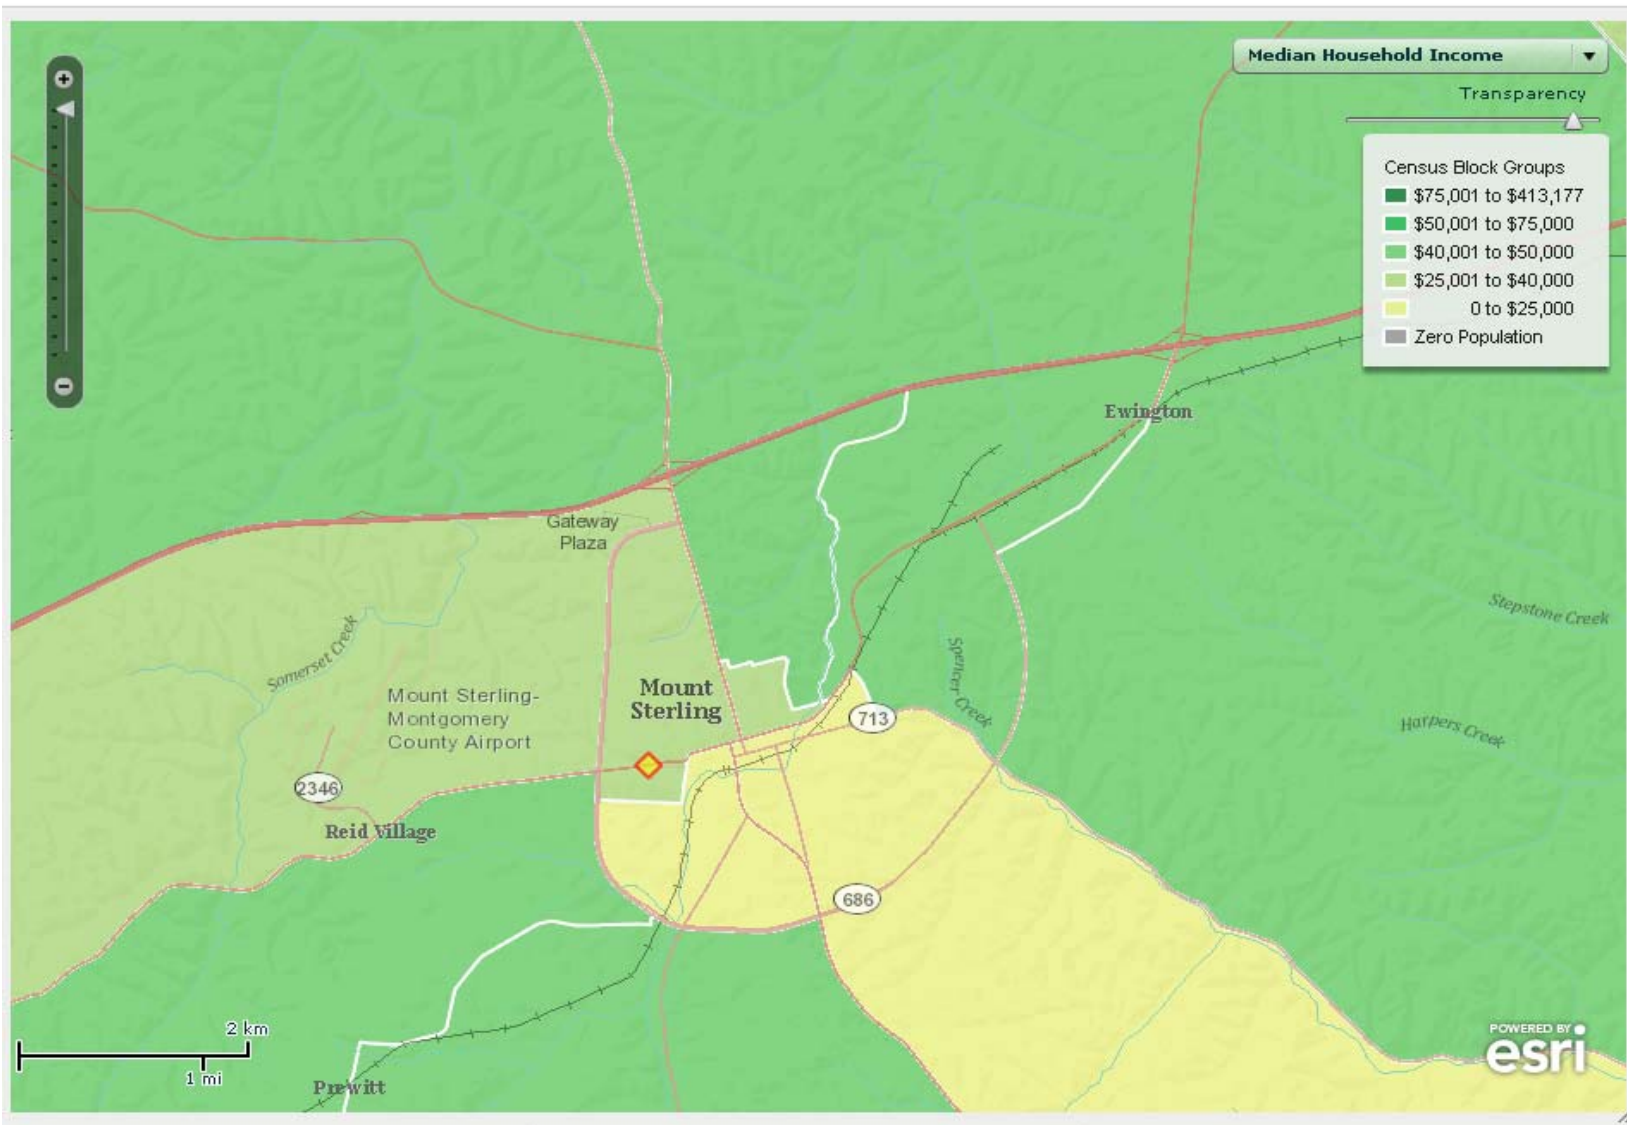 Median Household Income
Transparency
Census Block Groups
$75,001 to $413,177
$50,001 to $75,000
$40,001 to $50,000
$25,001 to $40,000
0 to $25,000
Zero Population
Ewington
Gateway
Plaza
Stepstone Creek
Somerset Creek
Spencer Creek
Mount Sterling-
Montgomery
County Airport
Mount
Sterling
713
Harpers Creek
2346
Reid Village
686
2 km
1 mi
Prewitt
POWERED BY
esri